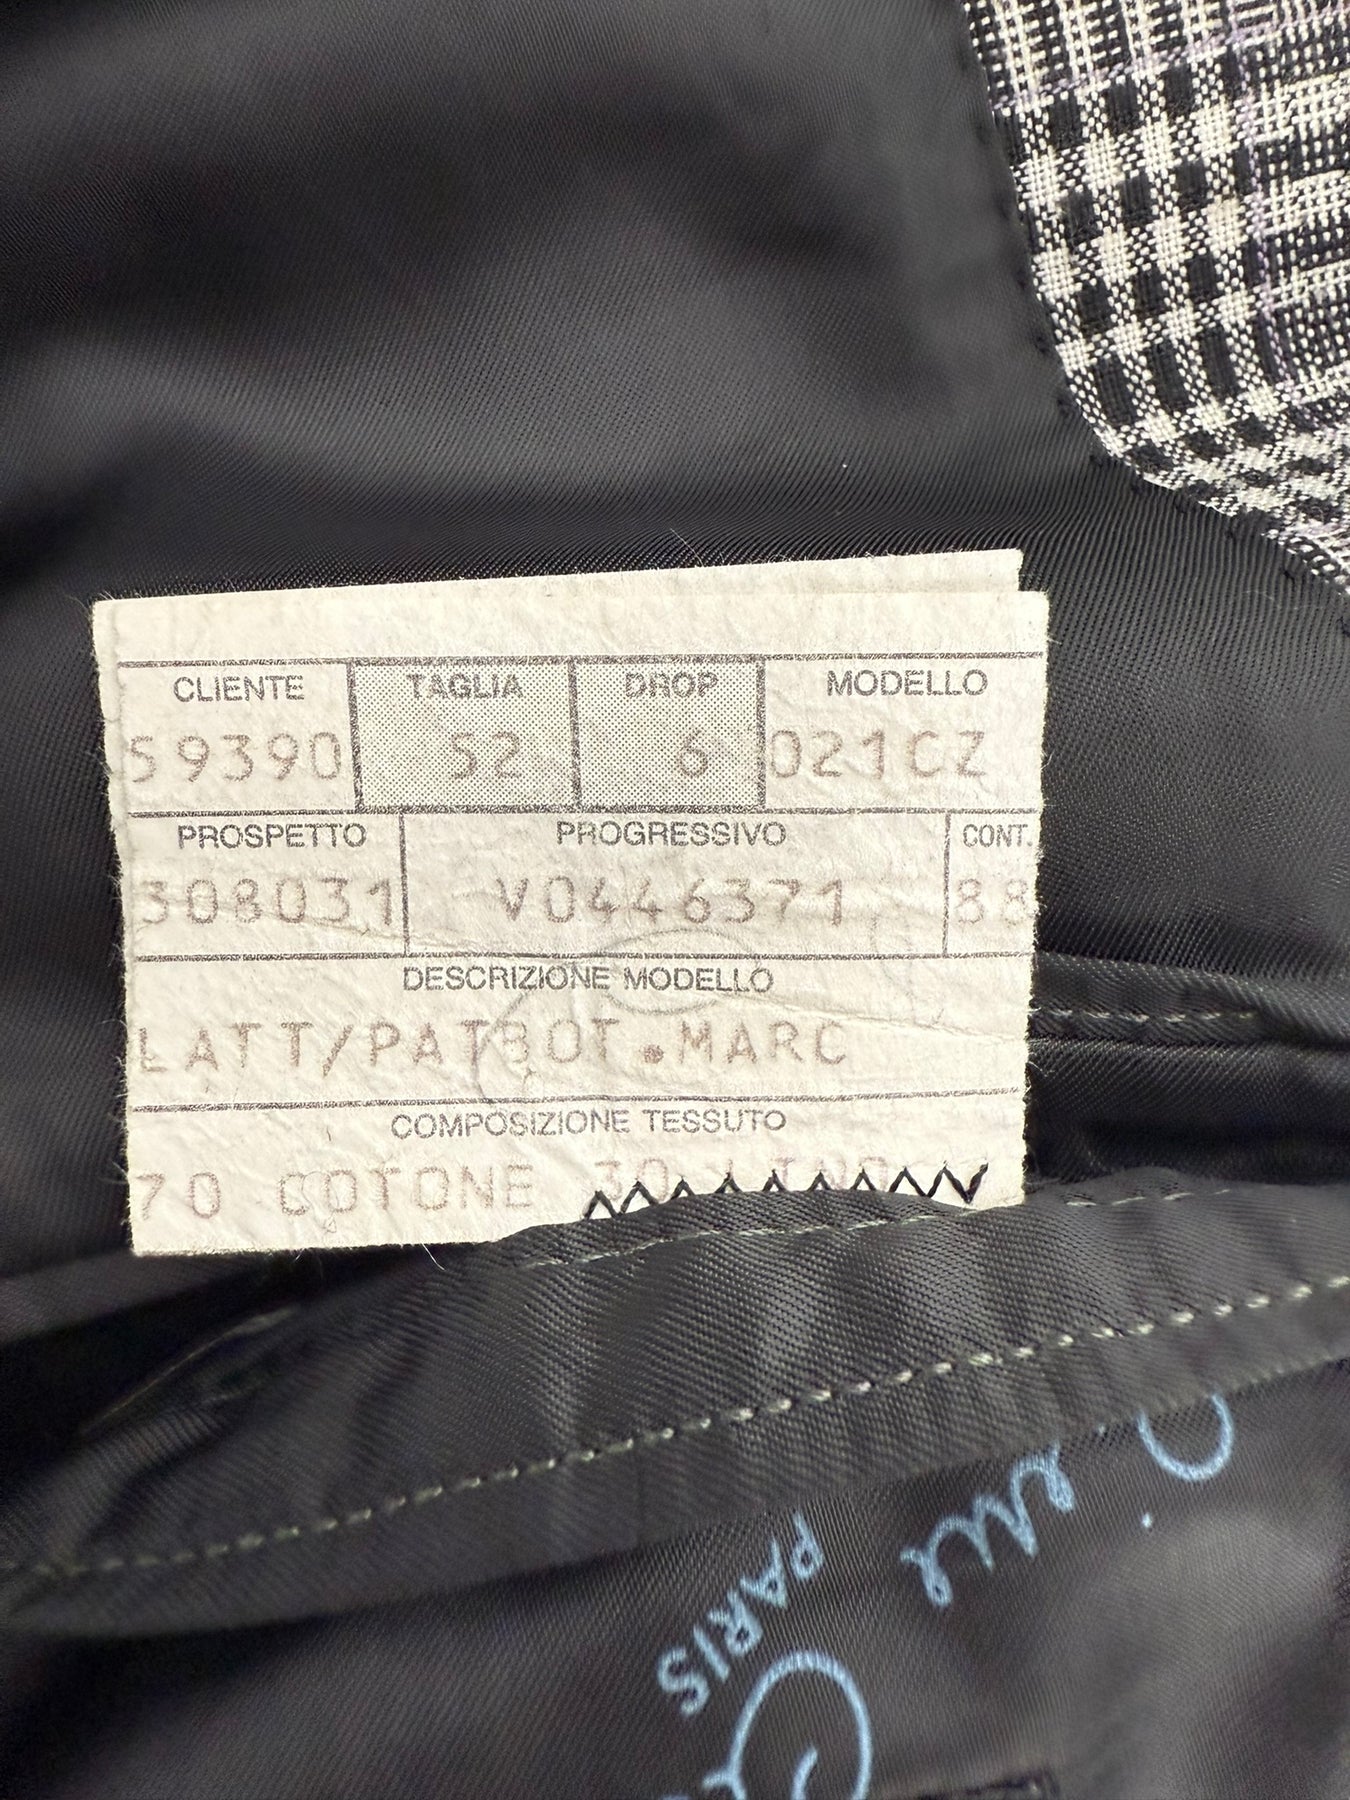 CLIENTE TAGLIA DROP MODELLO
59390 52 6 021CZ
PROSPETTO PROGRESSIVO CONT.
308031 V0446371 88
DESCRIZIONE MODELLO
LATT/PATBOT.MARC
COMPOSIZIONE TESSUTO
70 COTONE 30 LINO
PARIS